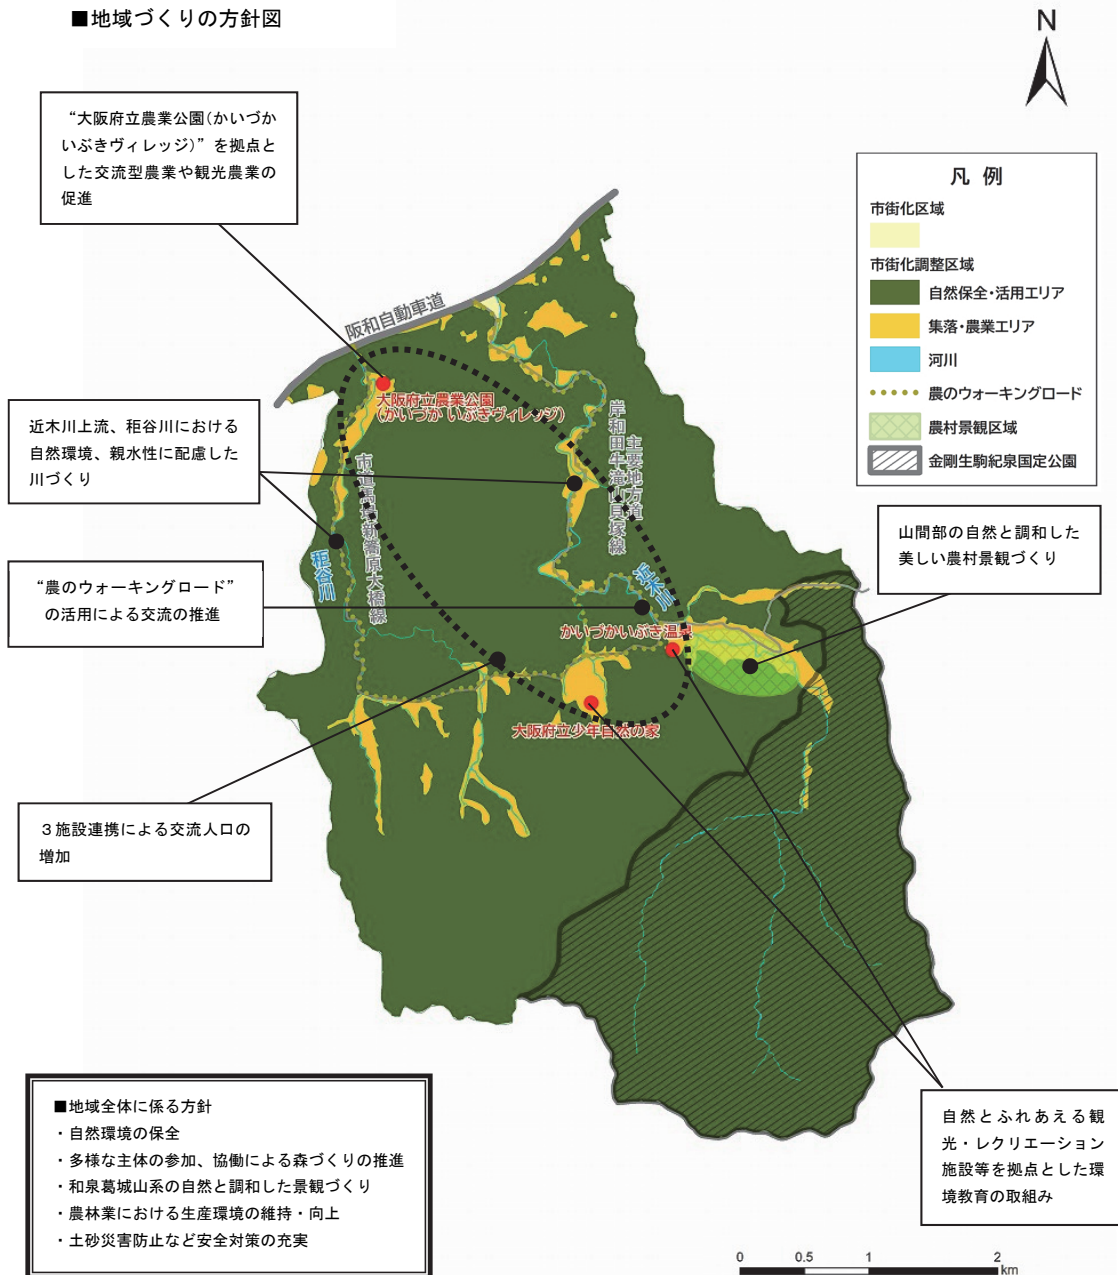 ■地域づくりの方針図
N
“大阪府立農業公園(かいづか
いぶきヴィレッジ)”を拠点と
した交流型農業や観光農業の
促進
凡 例
市街化区域
市街化調整区域
自然保全・活用エリア
集落・農業エリア
河川
農のウォーキングロード
農村景観区域
金剛生駒紀泉国定公園
阪和自動車道
大阪府立農業公園
(かいづか いぶきヴィレッジ)
近木川上流、秬谷川における
自然環境、親水性に配慮した
川づくり
市道馬場新蕎原大橋線
主要地方道
岸和田牛滝山貝塚線
山間部の自然と調和した
美しい農村景観づくり
秬谷川
近木川
“農のウォーキングロード”
の活用による交流の推進
かいづかいぶき温泉
大阪府立少年自然の家
3施設連携による交流人口の
増加
■地域全体に係る方針
・自然環境の保全
・多様な主体の参加、協働による森づくりの推進
・和泉葛城山系の自然と調和した景観づくり
・農林業における生産環境の維持・向上
・土砂災害防止など安全対策の充実
自然とふれあえる観
光・レクリエーション
施設等を拠点とした環
境教育の取組み
0 0.5 1 2
km